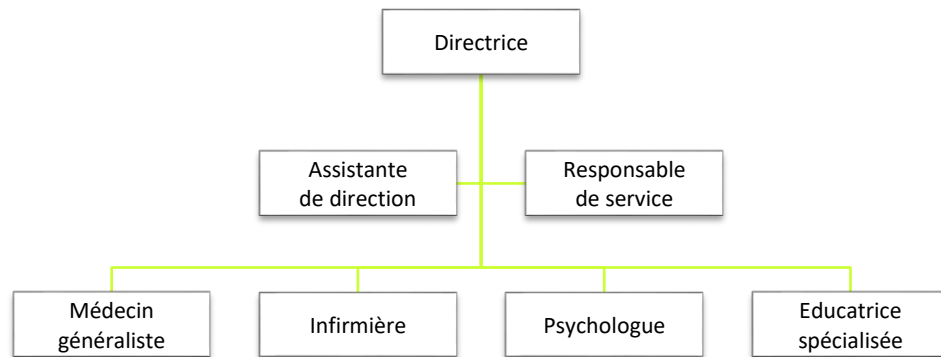 Directrice
Assistante
de direction
Responsable
de service
Médecin
généraliste
Infirmière
Psychologue
Educatrice
spécialisée